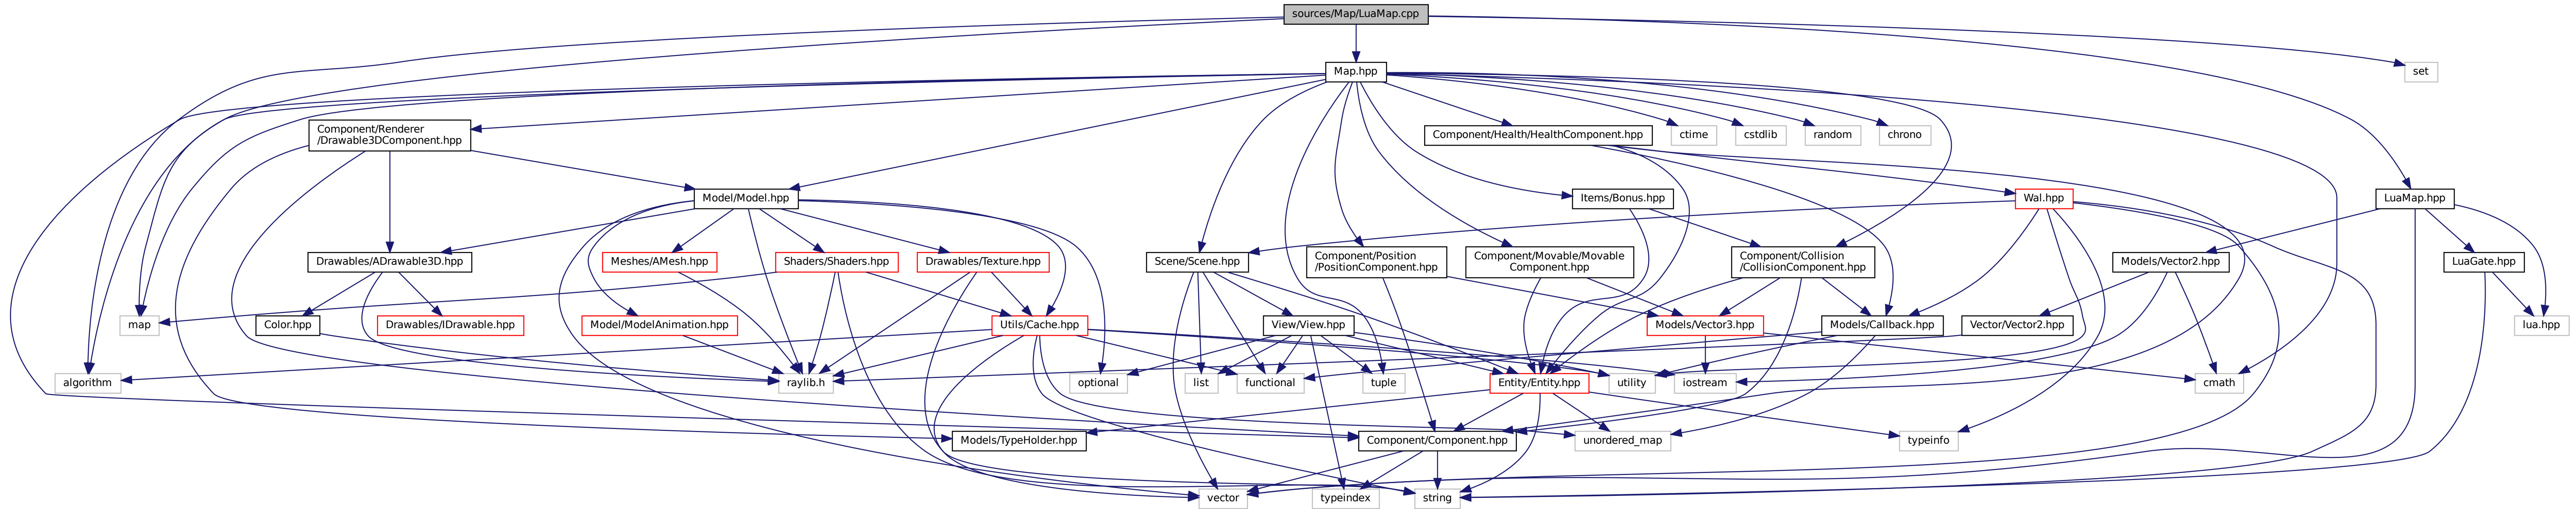 sources/Map/LuaMap.cpp
Map.hpp
set
Component/Renderer
/Drawable3DComponent.hpp
Component/Health/HealthComponent.hpp
ctime
cstdlib
random
chrono
Model/Model.hpp
Items/Bonus.hpp
Wal.hpp
LuaMap.hpp
Drawables/ADrawable3D.hpp
Meshes/AMesh.hpp
Shaders/Shaders.hpp
Drawables/Texture.hpp
Scene/Scene.hpp
Component/Position
/PositionComponent.hpp
Component/Movable/Movable
Component.hpp
Component/Collision
/CollisionComponent.hpp
Models/Vector2.hpp
LuaGate.hpp
map
Color.hpp
Drawables/IDrawable.hpp
Model/ModelAnimation.hpp
Utils/Cache.hpp
View/View.hpp
Models/Vector3.hpp
Models/Callback.hpp
Vector/Vector2.hpp
lua.hpp
algorithm
raylib.h
optional
list
functional
tuple
Entity/Entity.hpp
utility
iostream
cmath
Models/TypeHolder.hpp
Component/Component.hpp
unordered_map
typeinfo
vector
typeindex
string